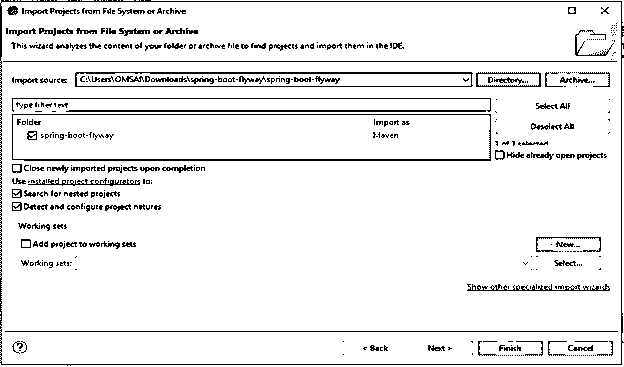 Import Projects from File System or Archive
Import Projects from File System or Archive
This wizard analyzes the content of your folder or archive file to find projects and import them in the IDE.
Import source: C:\Users\OMSAI\Downloads\spring-boot-flyway\spring-boot-flyway Directory... Archive...
type filter text Select All
Folder Import as
spring-boot-flyway Maven
Deselect All
1 of 1 selected
Hide already open projects
Close newly imported projects upon completion
Use installed project configurators to:
Search for nested projects
Detect and configure project natures
Working sets
Add project to working sets New...
Working sets: Select...
Show other specialized import wizards
? < Back Next > Finish Cancel